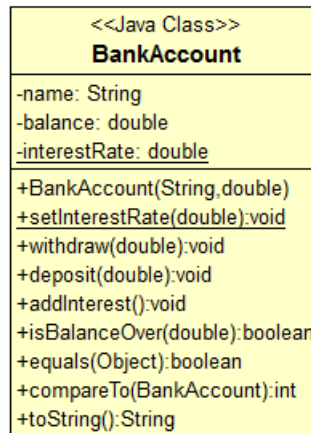 <<Java Class>>
BankAccount
-name: String
-balance: double
-interestRate: double
+BankAccount(String,double)
+setInterestRate(double):void
+withdraw(double):void
+deposit(double):void
+addInterest():void
+isBalanceOver(double):boolean
+equals(Object):boolean
+compareTo(BankAccount):int
+toString():String